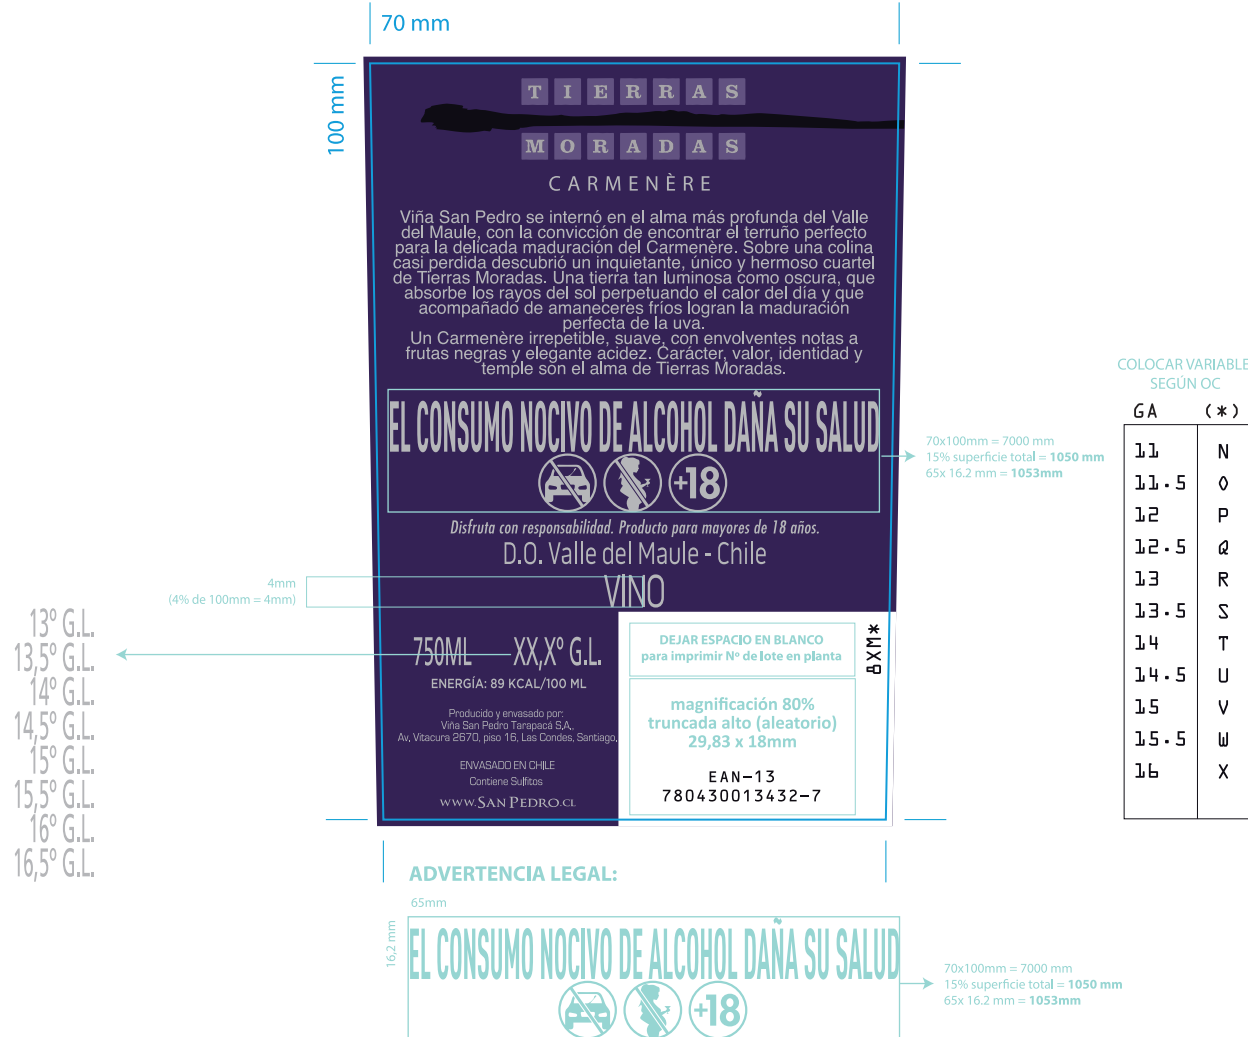 70 mm
100 mm
TIERRAS
MORADAS
CARMENÈRE
Viña San Pedro se internó en el alma más profunda del Valle
del Maule, con la convicción de encontrar el terruño perfecto
para la delicada maduración del Carmenère. Sobre una colina
casi perdida descubrió un inquietante, único y hermoso cuartel
de Tierras Moradas. Una tierra tan luminosa como oscura, que
absorbe los rayos del sol perpetuando el calor del día y que
acompañado de amaneceres fríos logran la maduración
perfecta de la uva.
Un Carmenère irrepetible, suave, con envolventes notas a
frutas negras y elegante acidez. Carácter, valor, identidad y
temple son el alma de Tierras Moradas.
EL CONSUMO NOCIVO DE ALCOHOL DAÑA SU SALUD
+18
70x100mm = 7000 mm
15% superficie total = 1050 mm
65x 16.2 mm = 1053mm
Disfruta con responsabilidad. Producto para mayores de 18 años.
D.O. Valle del Maule - Chile
VINO
4mm
(4% de 100mm = 4mm)
750ML XX,Xº G.L.
ENERGÍA: 89 KCAL/100 ML
Producido y envasado por:
Viña San Pedro Tarapacá S,A,,
Av, Vitacura 2670, piso 16, Las Condes, Santiago,
ENVASADO EN CHILE
Contiene Sulfitos
WWW.SANPEDRO.CL
DEJAR ESPACIO EN BLANCO
para imprimir Nº de lote en planta
8XM*
magnificación 80%
truncada alto (aleatorio)
29,83 x 18mm
EAN-13
780430013432-7
13º G.L.
13,5º G.L.
14º G.L.
14,5º G.L.
15º G.L.
15,5º G.L.
16º G.L.
16,5º G.L.
COLOCAR VARIABLE
SEGÚN OC
GA (*)
11 N
11.5 O
12 P
12.5 Q
13 R
13.5 S
14 T
14.5 U
15 V
15.5 W
16 X
ADVERTENCIA LEGAL:
65mm
16,2 mm
EL CONSUMO NOCIVO DE ALCOHOL DAÑA SU SALUD
+18
70x100mm = 7000 mm
15% superficie total = 1050 mm
65x 16.2 mm = 1053mm